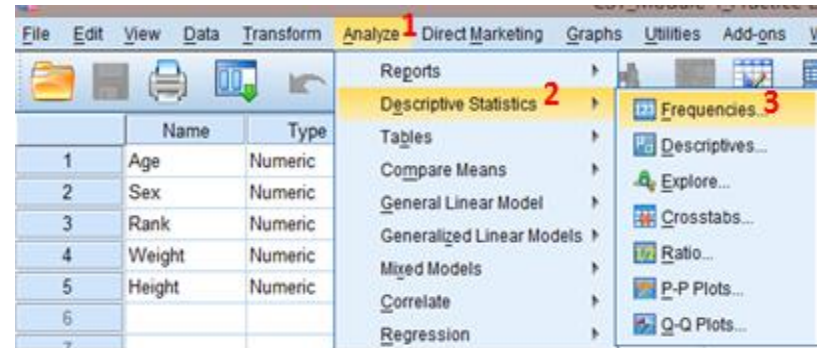 File Edit View Data Transform Analyze 1 Direct Marketing Graphs Utilities Add-ons
Reports
Descriptive Statistics 2
Frequencies... 3
Name Type
Tables
Descriptives...
1 Age Numeric
Compare Means
Explore...
2 Sex Numeric
General Linear Model
Crosstabs...
3 Rank Numeric
Generalized Linear Models
Ratio...
4 Weight Numeric
Mixed Models
P-P Plots...
5 Height Numeric
Correlate
Q-Q Plots...
6
Regression